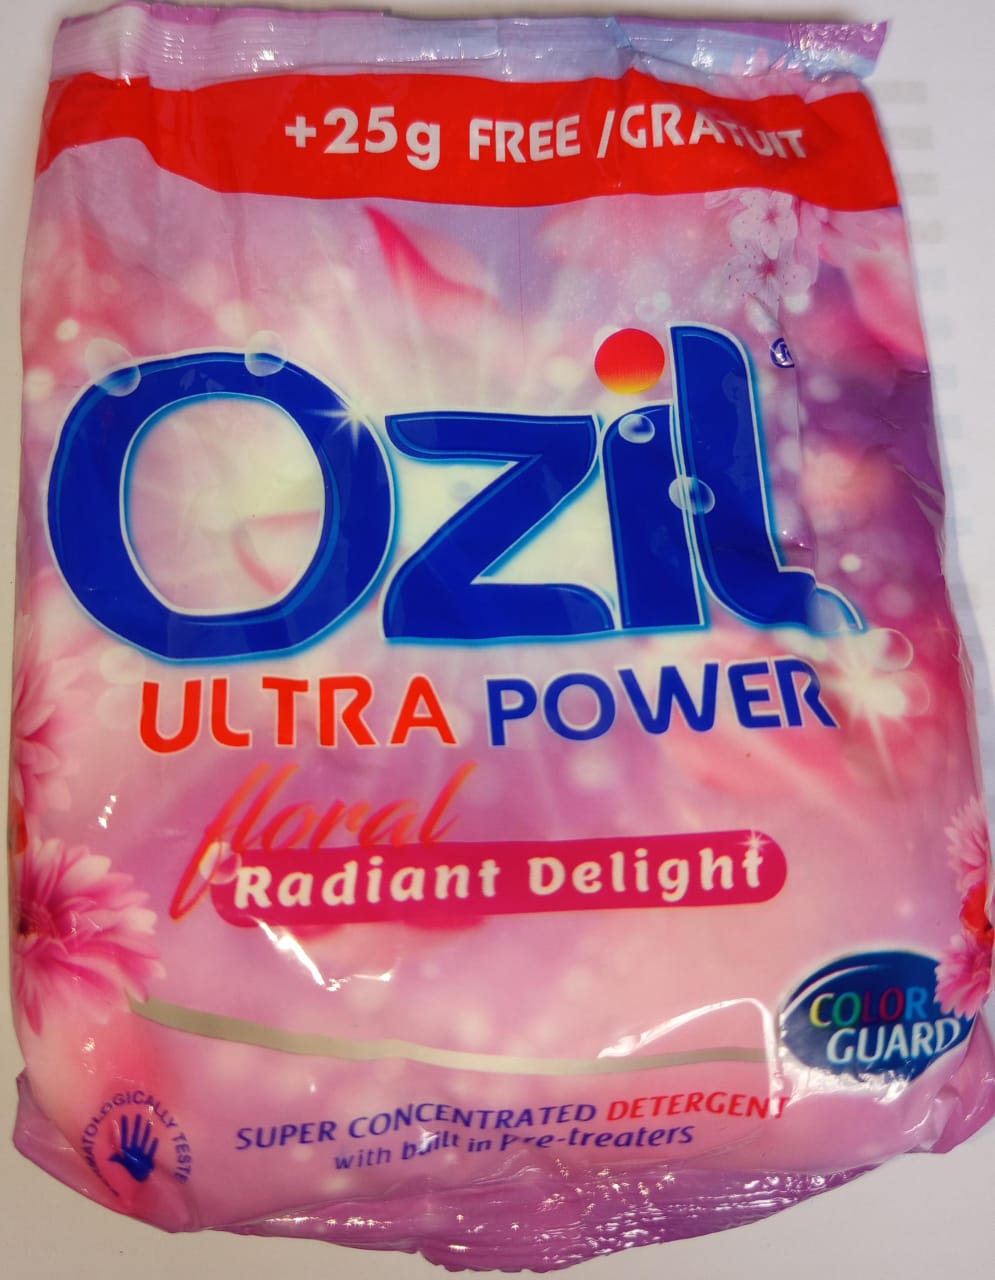 +25g FREE /GRATUIT
Ozil
®
ULTRA POWER
floral
Radiant Delight
COLOR
GUARD
SUPER CONCENTRATED DETERGENT
with built in Pre-treaters